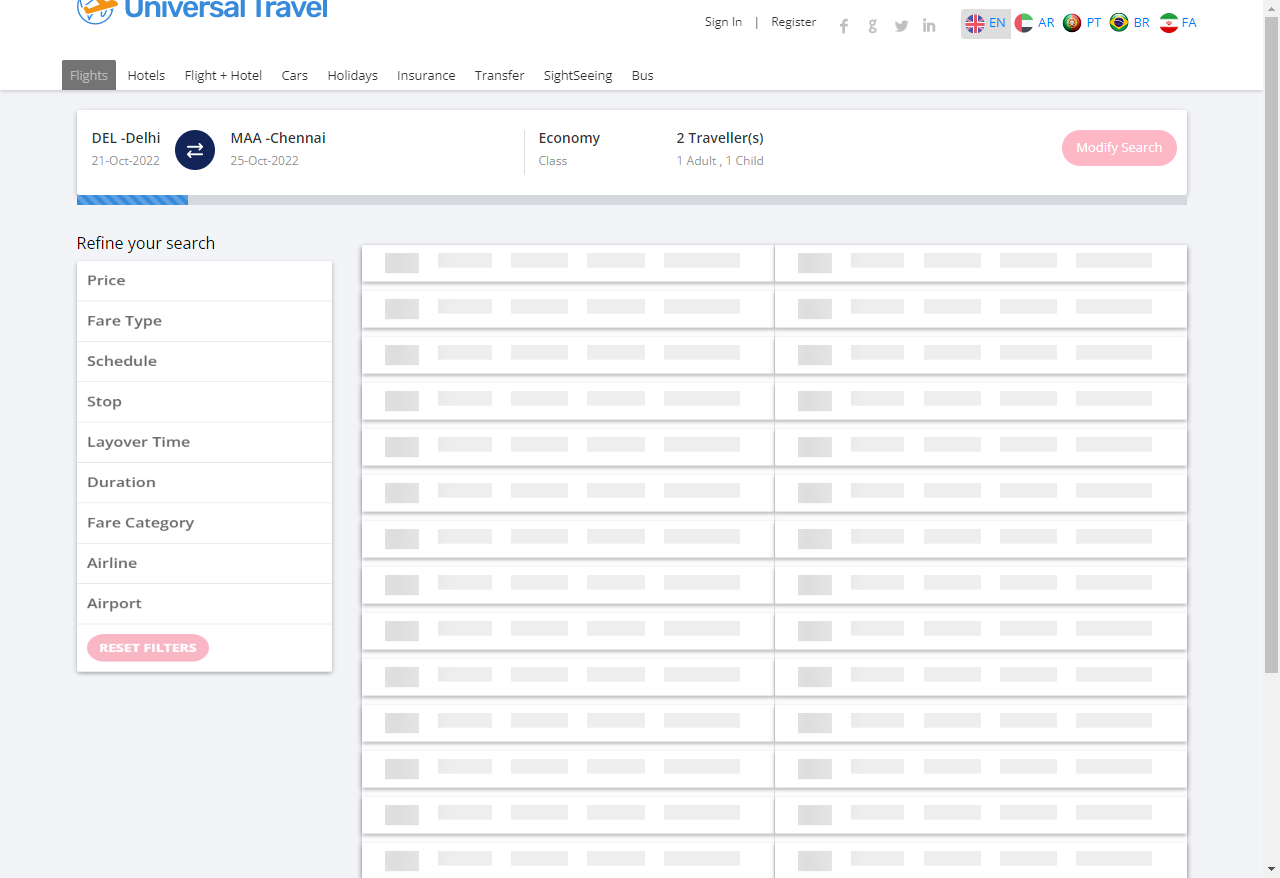 Universal Travel
Sign In | Register
EN AR PT BR FA
Flights Hotels Flight + Hotel Cars Holidays Insurance Transfer SightSeeing Bus
DEL -Delhi MAA -Chennai Economy 2 Traveller(s)
21-Oct-2022 25-Oct-2022 Class 1 Adult , 1 Child
Modify Search
Refine your search
Price
Fare Type
Schedule
Stop
Layover Time
Duration
Fare Category
Airline
Airport
RESET FILTERS